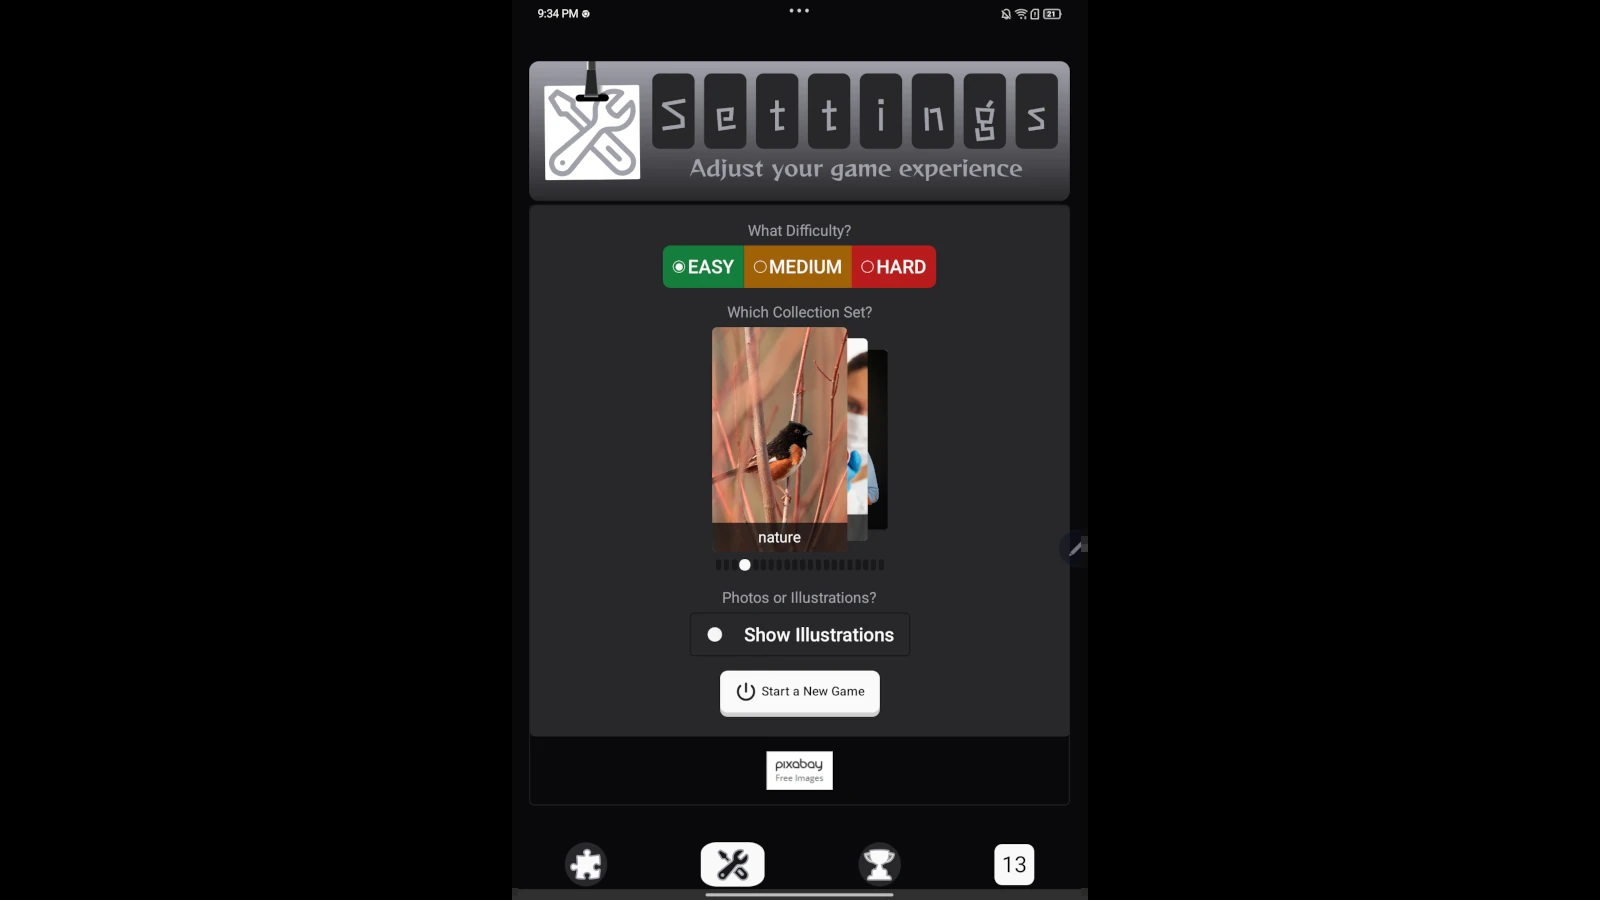 9:34 PM
21
Settings
Adjust your game experience
What Difficulty?
EASY MEDIUM HARD
Which Collection Set?
nature
Photos or Illustrations?
Show Illustrations
Start a New Game
pixabay
Free Images
13